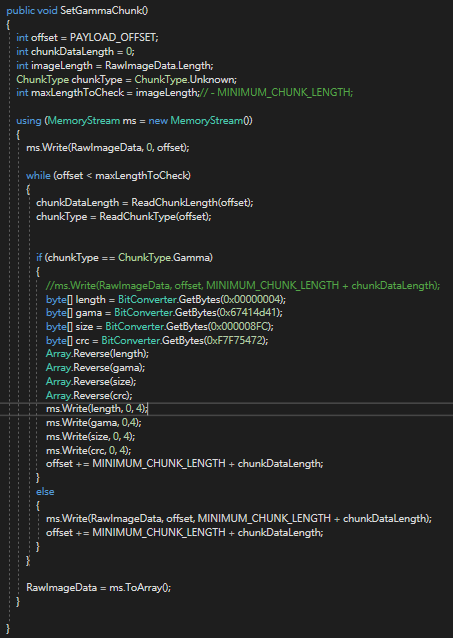 public void SetGammaChunk()
{
int offset = PAYLOAD_OFFSET;
int chunkDataLength = 0;
int imageLength = RawImageData.Length;
ChunkType chunkType = ChunkType.Unknown;
int maxLengthToCheck = imageLength;// - MINIMUM_CHUNK_LENGTH;
using (MemoryStream ms = new MemoryStream())
{
ms.Write(RawImageData, 0, offset);
while (offset < maxLengthToCheck)
{
chunkDataLength = ReadChunkLength(offset);
chunkType = ReadChunkType(offset);
if (chunkType == ChunkType.Gamma)
{
//ms.Write(RawImageData, offset, MINIMUM_CHUNK_LENGTH + chunkDataLength);
byte[] length = BitConverter.GetBytes(0x00000004);
byte[] gama = BitConverter.GetBytes(0x67414d41);
byte[] size = BitConverter.GetBytes(0x000008FC);
byte[] crc = BitConverter.GetBytes(0xF7F75472);
Array.Reverse(length);
Array.Reverse(gama);
Array.Reverse(size);
Array.Reverse(crc);
ms.Write(length, 0, 4);
ms.Write(gama, 0,4);
ms.Write(size, 0, 4);
ms.Write(crc, 0, 4);
offset += MINIMUM_CHUNK_LENGTH + chunkDataLength;
}
else
{
ms.Write(RawImageData, offset, MINIMUM_CHUNK_LENGTH + chunkDataLength);
offset += MINIMUM_CHUNK_LENGTH + chunkDataLength;
}
}
RawImageData = ms.ToArray();
}
}